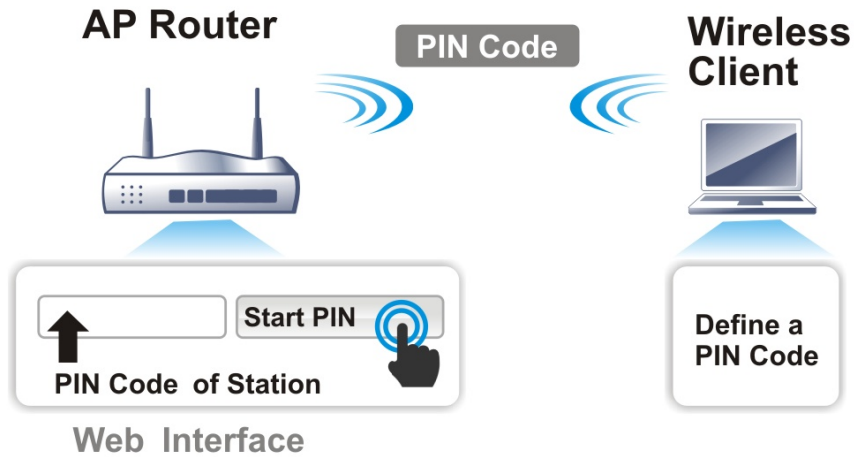 AP Router
PIN Code
Wireless
Client
Start PIN
PIN Code of Station
Web Interface
Define a
PIN Code